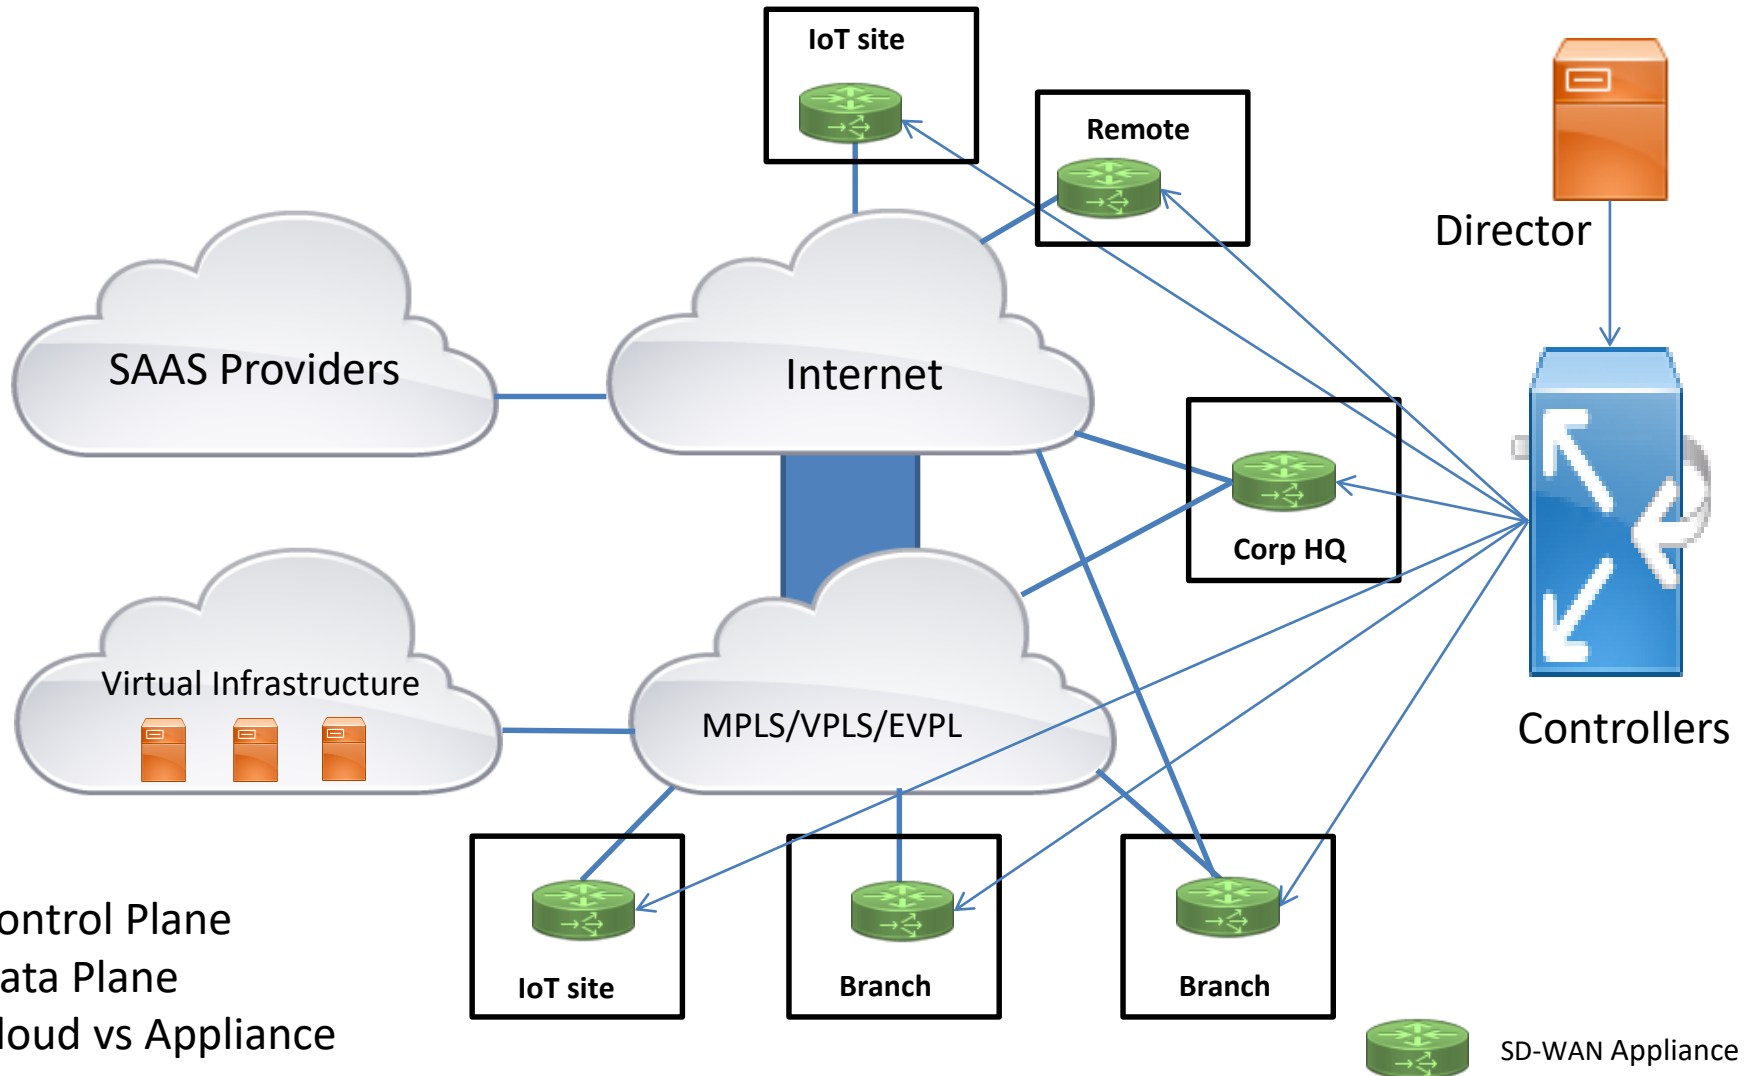 IoT site
Remote
Director
SAAS Providers
Internet
Corp HQ
Virtual Infrastructure
MPLS/VPLS/EVPL
Controllers
ontrol Plane
ata Plane
loud vs Appliance
IoT site
Branch
Branch
SD-WAN Appliance